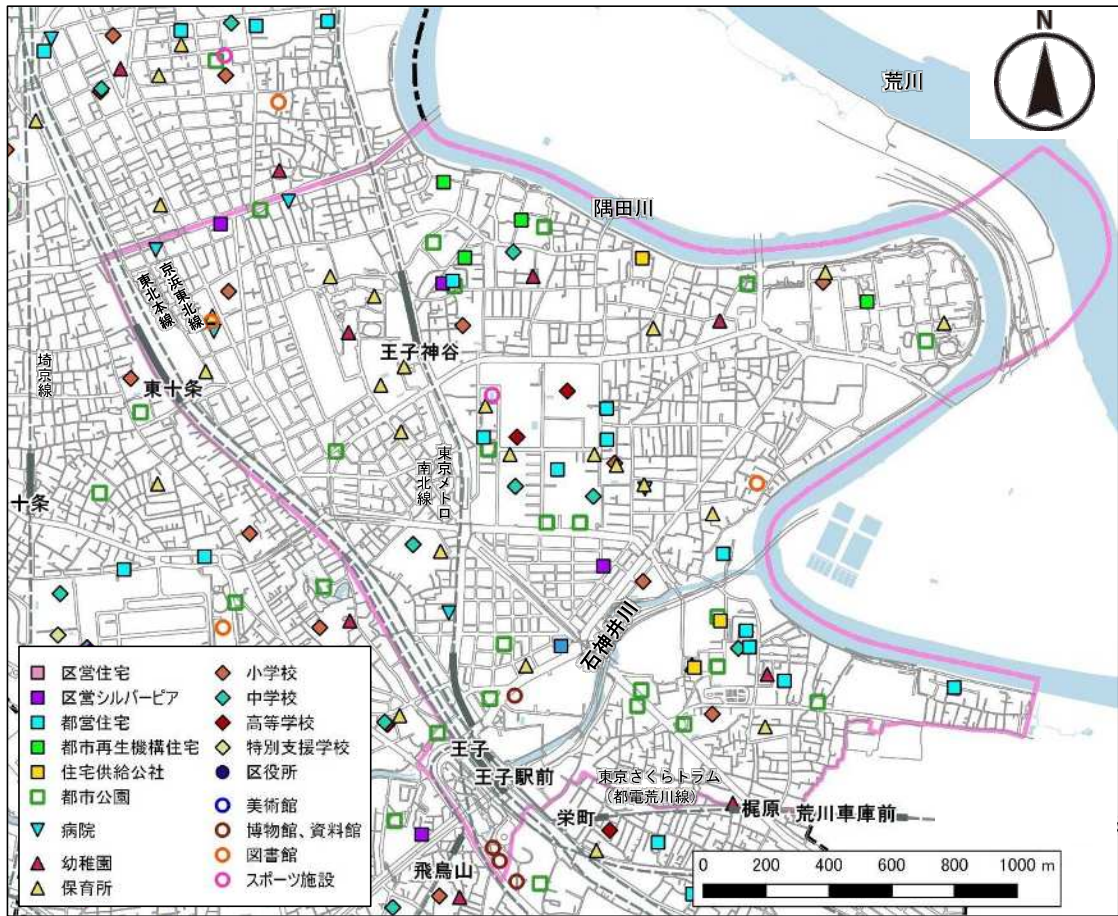 N
荒川
隅田川
京浜東北線
東北本線
埼京線
王子神谷
東十条
東京メトロ
南北線
十条
石神井川
王子
王子駅前
東京さくらトラム
(都電荒川線)
栄町
梶原
荒川車庫前
飛鳥山
区営住宅
区営シルバーピア
都営住宅
都市再生機構住宅
住宅供給公社
都市公園
病院
幼稚園
保育所
小学校
中学校
高等学校
特別支援学校
区役所
美術館
博物館、資料館
図書館
スポーツ施設
0 200 400 600 800 1000 m